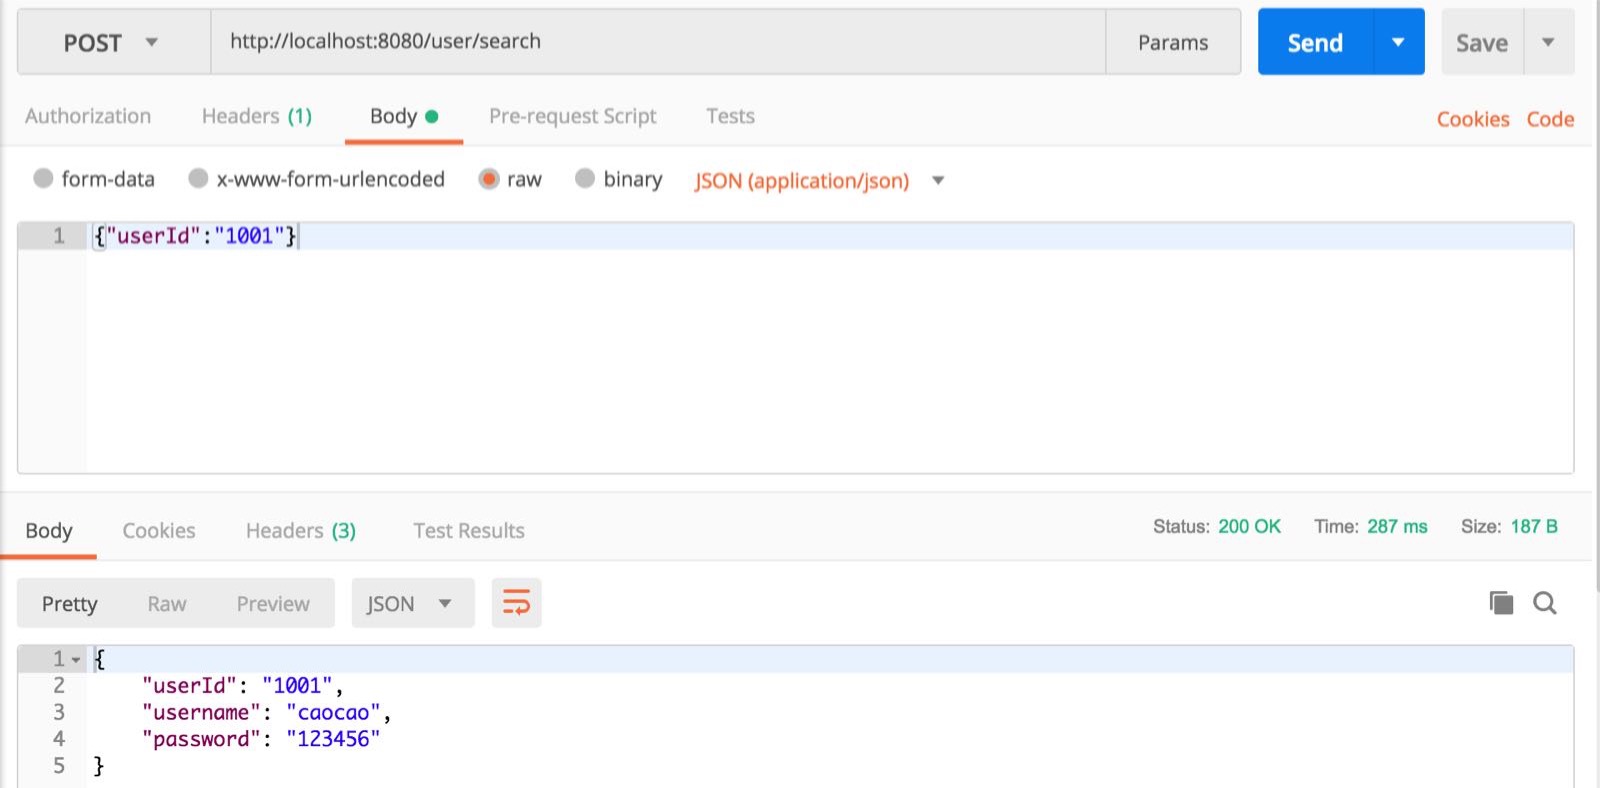 POST http://localhost:8080/user/search Params Send Save
Authorization Headers (1) Body Pre-request Script Tests Cookies Code
form-data x-www-form-urlencoded raw binary JSON (application/json)
1 {"userId":"1001"}
Body Cookies Headers (3) Test Results Status: 200 OK Time: 287 ms Size: 187 B
Pretty Raw Preview JSON
1 {
2 "userId": "1001",
3 "username": "caocao",
4 "password": "123456"
5 }